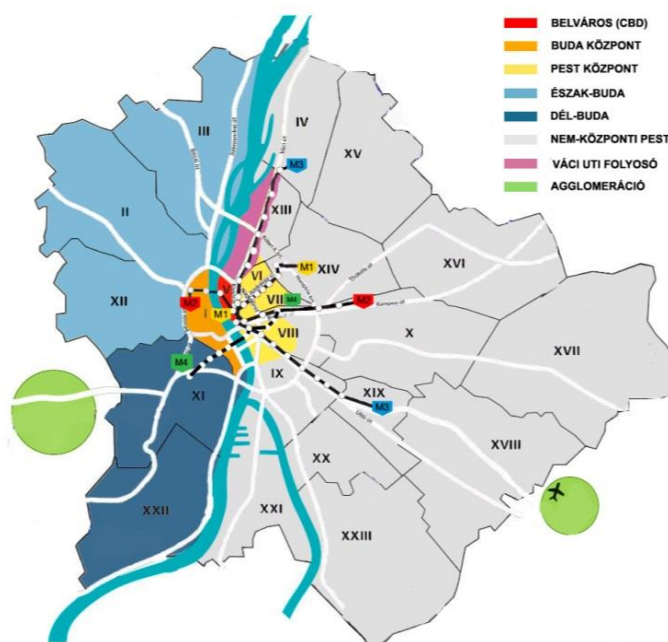 BELVÁROS (CBD)
BUDA KÖZPONT
PEST KÖZPONT
ÉSZAK-BUDA
DÉL-BUDA
NEM-KÖZPONTI PEST
VÁCI UTI FOLYOSÓ
AGGLOMERÁCIÓ
IV
III
XV
M3
XIII
II
XVI
VI
M1
XIV
XII
V
M2
I
M1
VII
M4
M2
VIII
X
XVII
M4
IX
XI
XIX
M3
XVIII
XX
XXII
XXI
XXIII